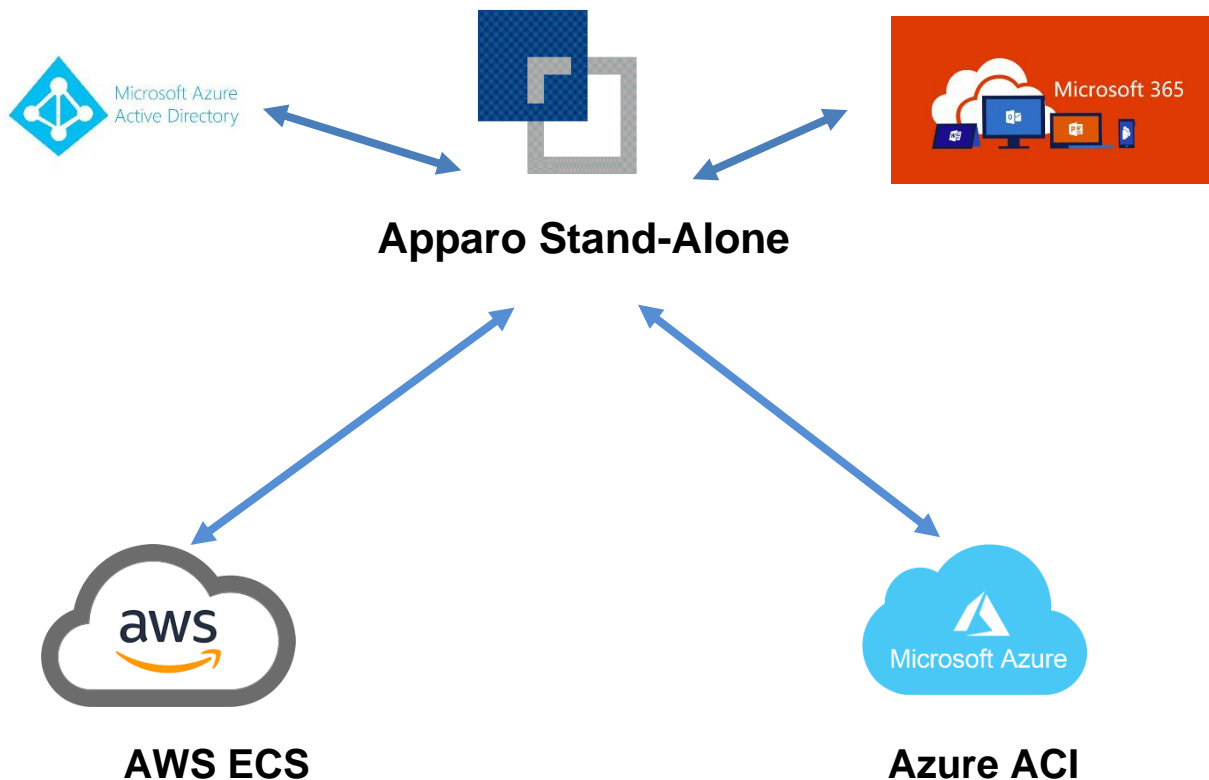 Microsoft Azure
Active Directory
Microsoft 365
Apparo Stand-Alone
aws
Microsoft Azure
AWS ECS
Azure ACI